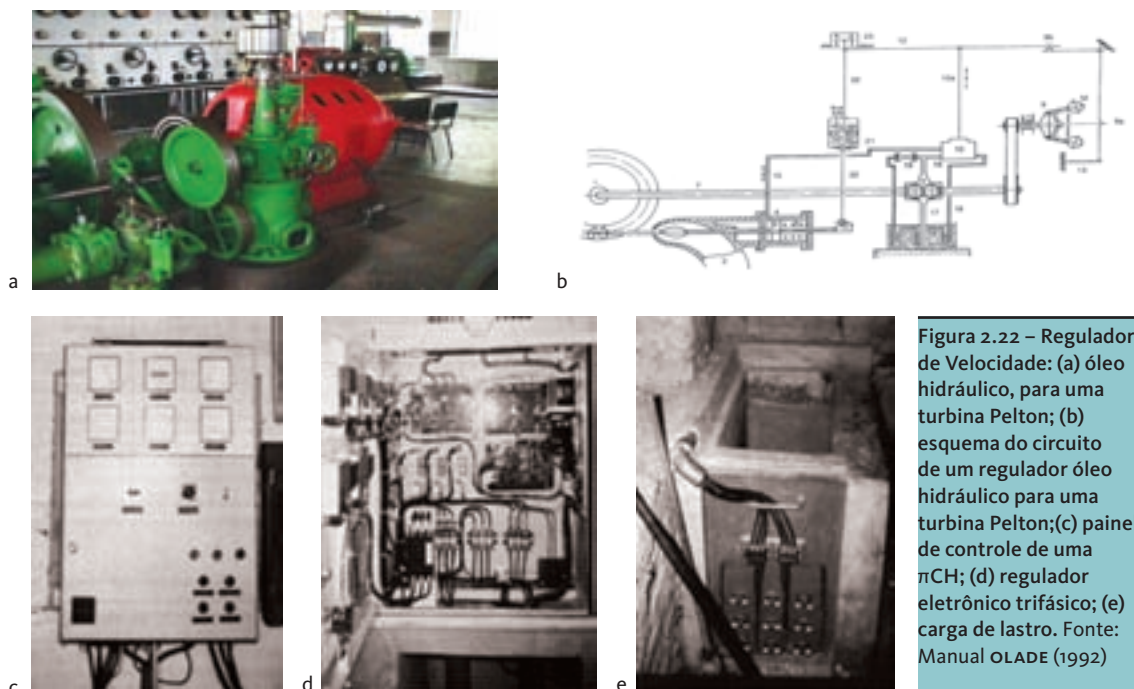 a
b
c
d
e
Figura 2.22 – Regulador
de Velocidade: (a) óleo
hidráulico, para uma
turbina Pelton; (b)
esquema do circuito
de um regulador óleo
hidráulico para uma
turbina Pelton;(c) paine
de controle de uma
πCH; (d) regulador
eletrônico trifásico; (e)
carga de lastro. Fonte:
Manual OLADE (1992)